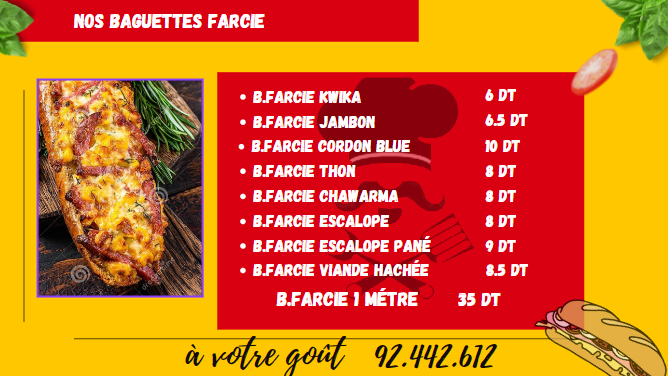 NOS BAGUETTES FARCIE
• B.FARCIE KWIKA 6 DT
• B.FARCIE JAMBON 6.5 DT
• B.FARCIE CORDON BLUE 10 DT
• B.FARCIE THON 8 DT
• B.FARCIE CHAWARMA 8 DT
• B.FARCIE ESCALOPE 8 DT
• B.FARCIE ESCALOPE PANÉ 9 DT
• B.FARCIE VIANDE HACHÉE 8.5 DT
B.FARCIE 1 MÉTRE 35 DT
à votre goût 92.442.612